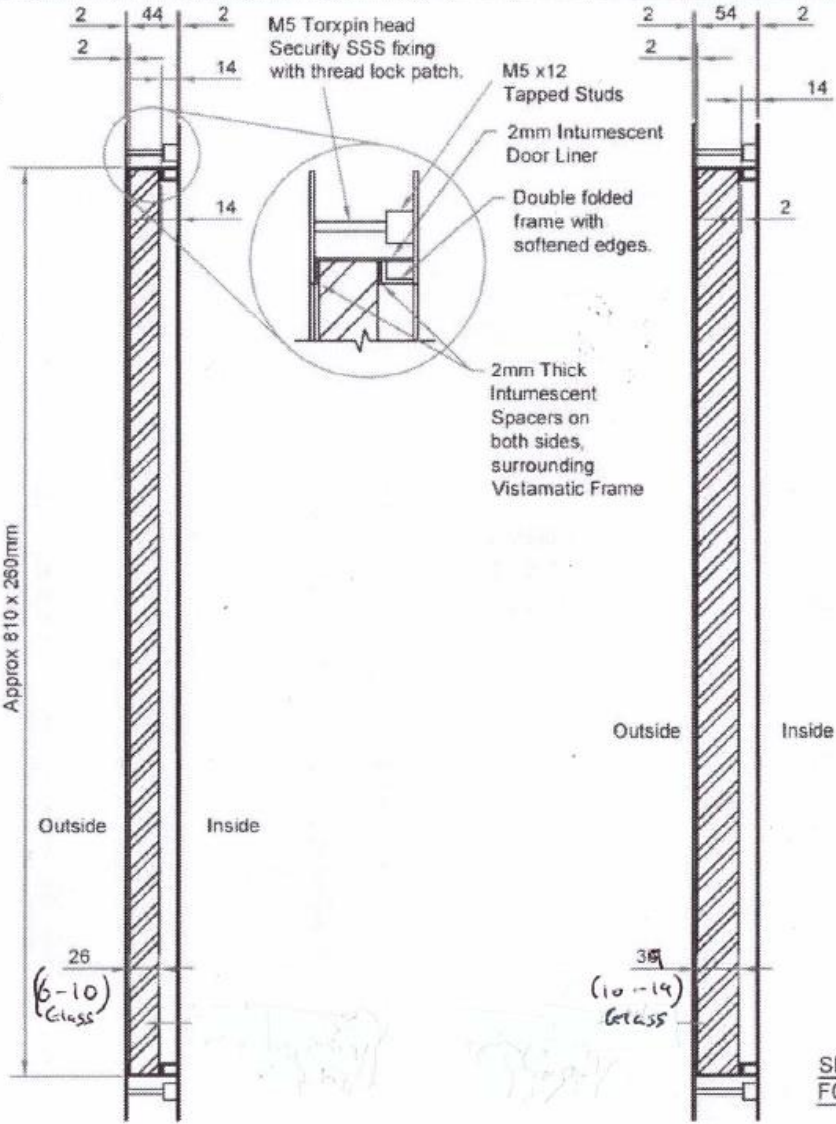 2
44
2
2
14
M5 Torxpin head
Security SSS fixing
with thread lock patch.
M5 x12
Tapped Studs
2mm Intumescent
Door Liner
Double folded
frame with
softened edges.
2mm Thick
Intumescent
Spacers on
both sides,
surrounding
Vistamatic Frame
14
Approx 810 x 260mm
Outside
Inside
26
(6-10)
Glass
2
54
2
2
14
2
Outside
Inside
(10-14)
Glass